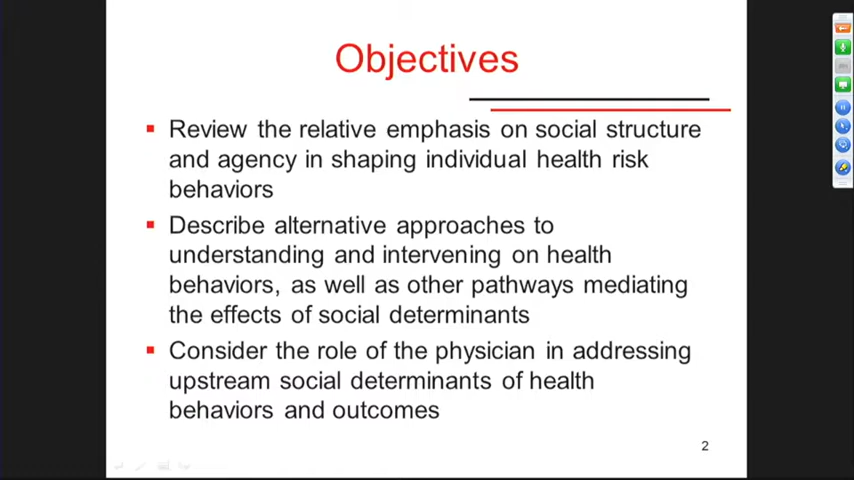 Objectives
Review the relative emphasis on social structure
and agency in shaping individual health risk
behaviors
Describe alternative approaches to
understanding and intervening on health
behaviors, as well as other pathways mediating
the effects of social determinants
Consider the role of the physician in addressing
upstream social determinants of health
behaviors and outcomes
2